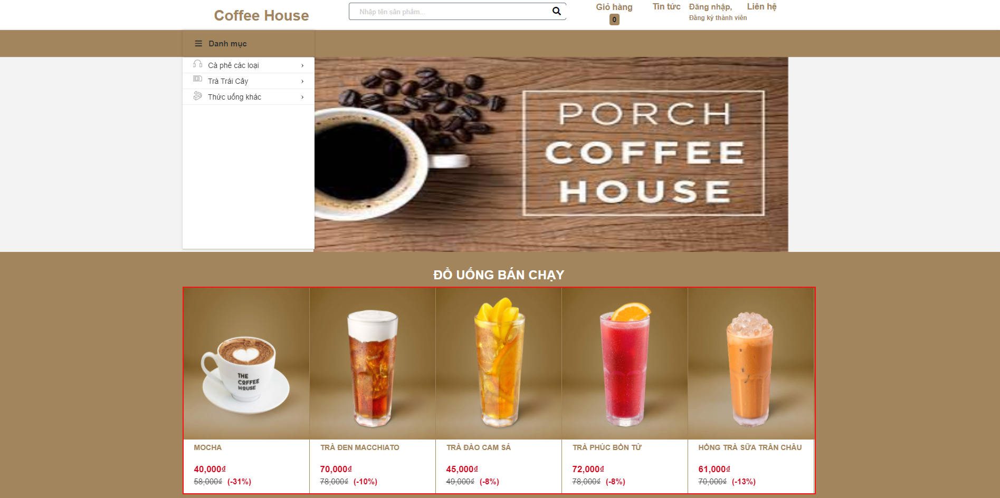 Coffee House
Nhập tên sản phẩm...
Giỏ hàng
0
Tin tức
Đăng nhập,
Đăng ký thành viên
Liên hệ
Danh mục
Cà phê các loại
Trà Trái Cây
Thức uống khác
PORCH
COFFEE
HOUSE
ĐỒ UỐNG BÁN CHẠY
THE
COFFEE
HOUSE
MOCHA
40,000₫
58,000₫ (-31%)
TRÀ ĐEN MACCHIATO
70,000₫
78,000₫ (-10%)
TRÀ ĐÀO CAM SẢ
45,000₫
49,000₫ (-8%)
TRÀ PHÚC BỒN TỬ
72,000₫
78,000₫ (-8%)
HỒNG TRÀ SỮA TRÂN CHÂU
61,000₫
70,000₫ (-13%)